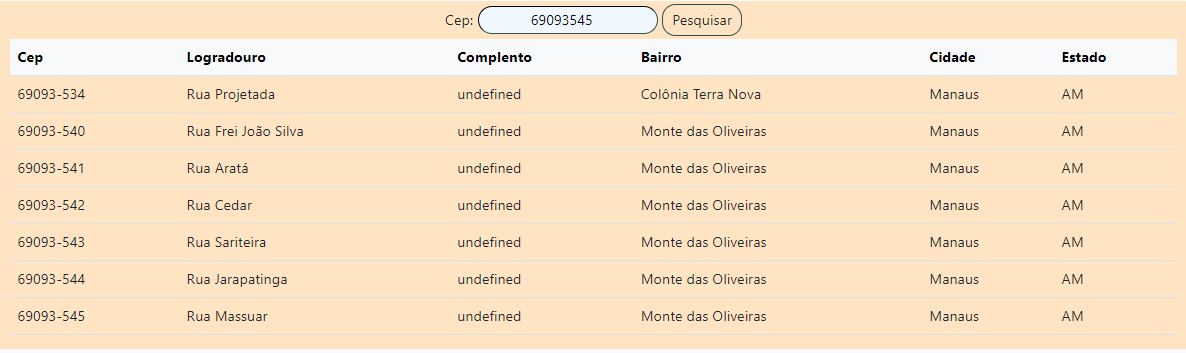 Cep: 69093545 Pesquisar
Cep Logradouro Complento Bairro Cidade Estado
69093-534 Rua Projetada undefined Colônia Terra Nova Manaus AM
69093-540 Rua Frei João Silva undefined Monte das Oliveiras Manaus AM
69093-541 Rua Aratá undefined Monte das Oliveiras Manaus AM
69093-542 Rua Cedar undefined Monte das Oliveiras Manaus AM
69093-543 Rua Sariteira undefined Monte das Oliveiras Manaus AM
69093-544 Rua Jarapatinga undefined Monte das Oliveiras Manaus AM
69093-545 Rua Massuar undefined Monte das Oliveiras Manaus AM